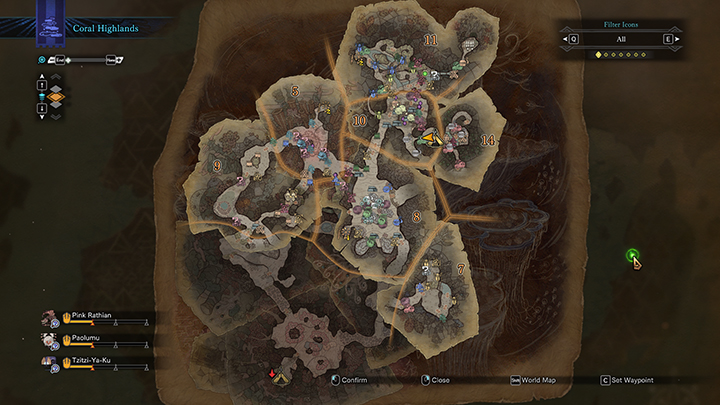 Coral Highlands
Filter Icons
Q
All
E
11
5
10
14
9
8
7
Pink Rathian
Paolumu
Tzitzi-Ya-Ku
Confirm
Close
World Map
C
Set Waypoint